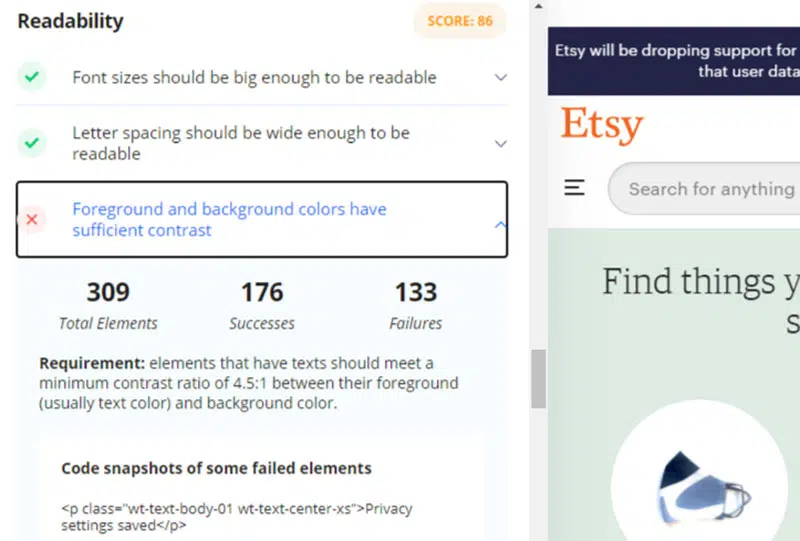 Readability
SCORE: 86
Font sizes should be big enough to be readable
Letter spacing should be wide enough to be
readable
Foreground and background colors have
sufficient contrast
309
176
133
Total Elements
Successes
Failures
Requirement: elements that have texts should meet a
minimum contrast ratio of 4.5:1 between their foreground
(usually text color) and background color.
Code snapshots of some failed elements
<p class="wt-text-body-01 wt-text-center-xs">Privacy
settings saved</p>
Etsy will be dropping support for
that user data
Etsy
Search for anything
Find things y
s